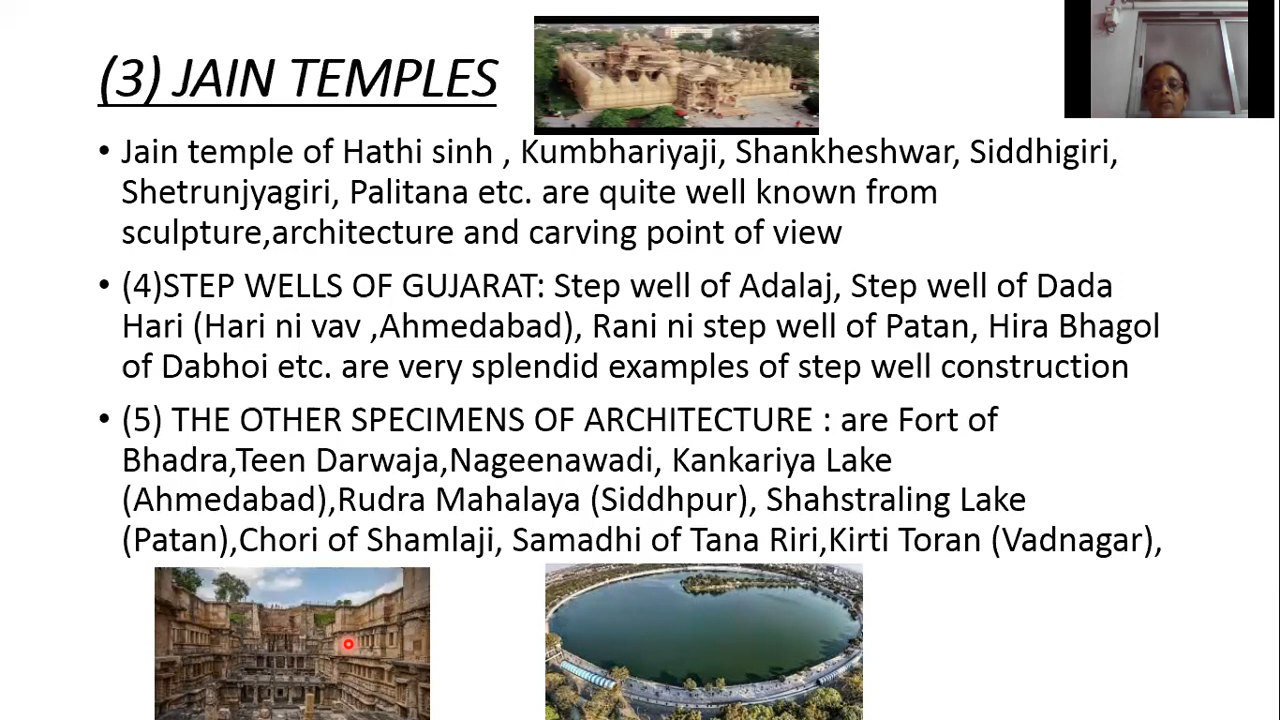 (3) JAIN TEMPLES
• Jain temple of Hathi sinh , Kumbhariyaji, Shankheshwar, Siddhigiri,
Shetrunjyagiri, Palitana etc. are quite well known from
sculpture,architecture and carving point of view
• (4)STEP WELLS OF GUJARAT: Step well of Adalaj, Step well of Dada
Hari (Hari ni vav ,Ahmedabad), Rani ni step well of Patan, Hira Bhagol
of Dabhoi etc. are very splendid examples of step well construction
• (5) THE OTHER SPECIMENS OF ARCHITECTURE : are Fort of
Bhadra,Teen Darwaja,Nageenawadi, Kankariya Lake
(Ahmedabad),Rudra Mahalaya (Siddhpur), Shahstraling Lake
(Patan),Chori of Shamlaji, Samadhi of Tana Riri,Kirti Toran (Vadnagar),